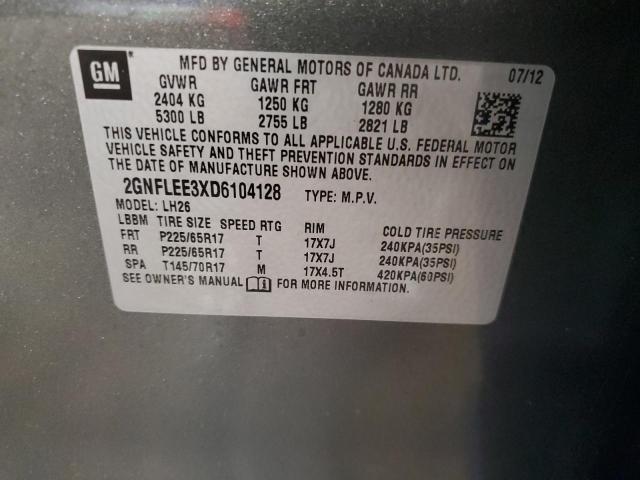 GM
MFD BY GENERAL MOTORS OF CANADA LTD. 07/12
GVWR GAWR FRT GAWR RR
2404 KG 1250 KG 1280 KG
5300 LB 2755 LB 2821 LB
THIS VEHICLE CONFORMS TO ALL APPLICABLE U.S. FEDERAL MOTOR
VEHICLE SAFETY AND THEFT PREVENTION STANDARDS IN EFFECT ON
THE DATE OF MANUFACTURE SHOWN ABOVE.
2GNFLEE3XD6104128 TYPE: M.P.V.
MODEL: LH26
LBBM TIRE SIZE SPEED RTG RIM COLD TIRE PRESSURE
FRT P225/65R17 T 17X7J 240KPA(35PSI)
RR P225/65R17 T 17X7J 240KPA(35PSI)
SPA T145/70R17 M 17X4.5T 420KPA(60PSI)
SEE OWNER'S MANUAL FOR MORE INFORMATION.